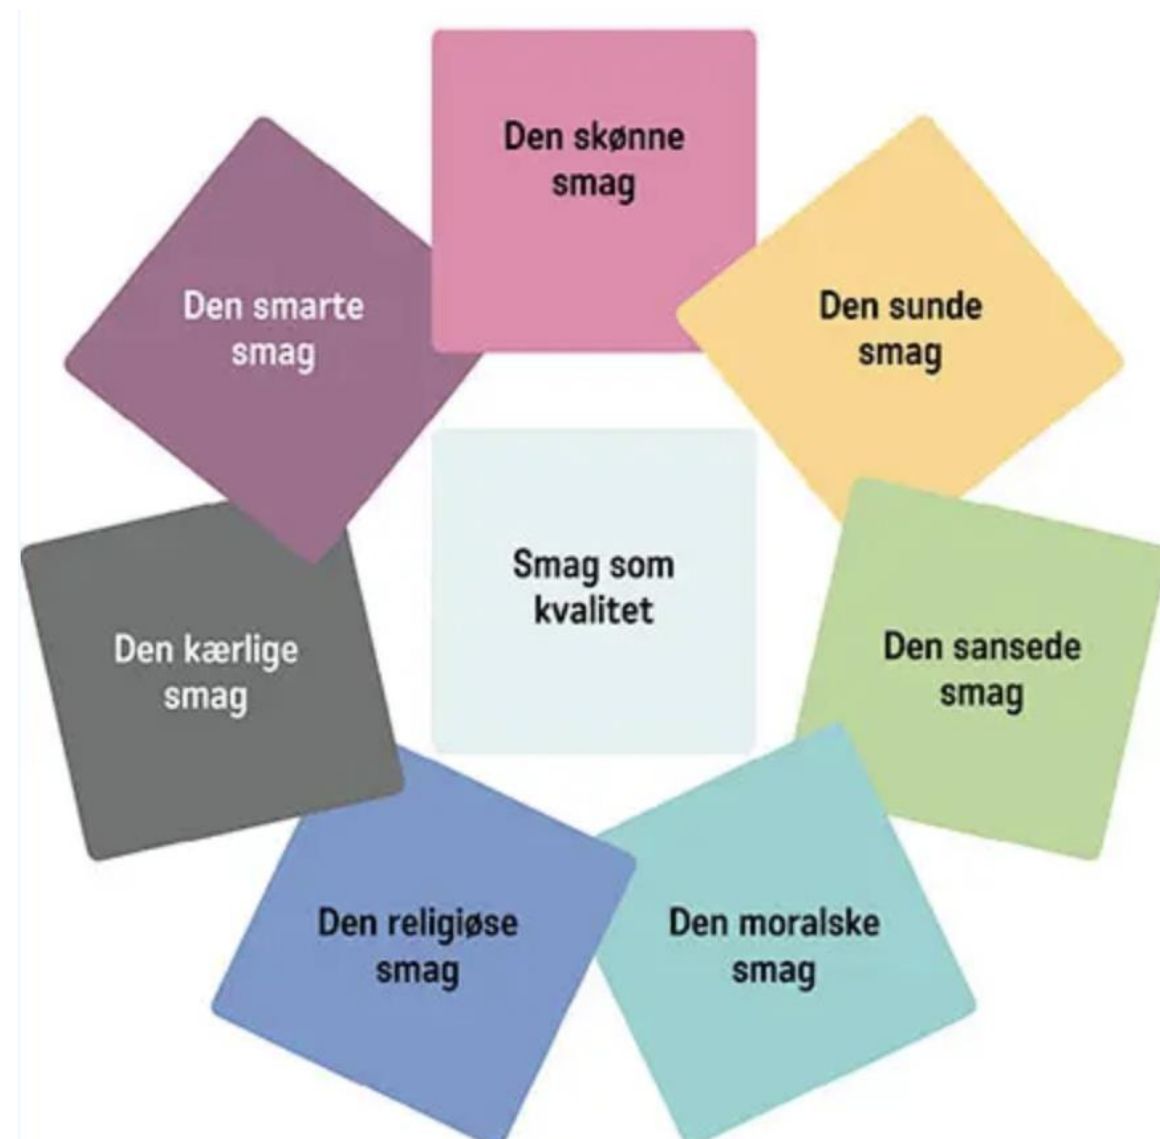 Den skønne
smag
Den smarte
smag
Den sunde
smag
Smag som
kvalitet
Den kærlige
smag
Den sansede
smag
Den religiøse
smag
Den moralske
smag